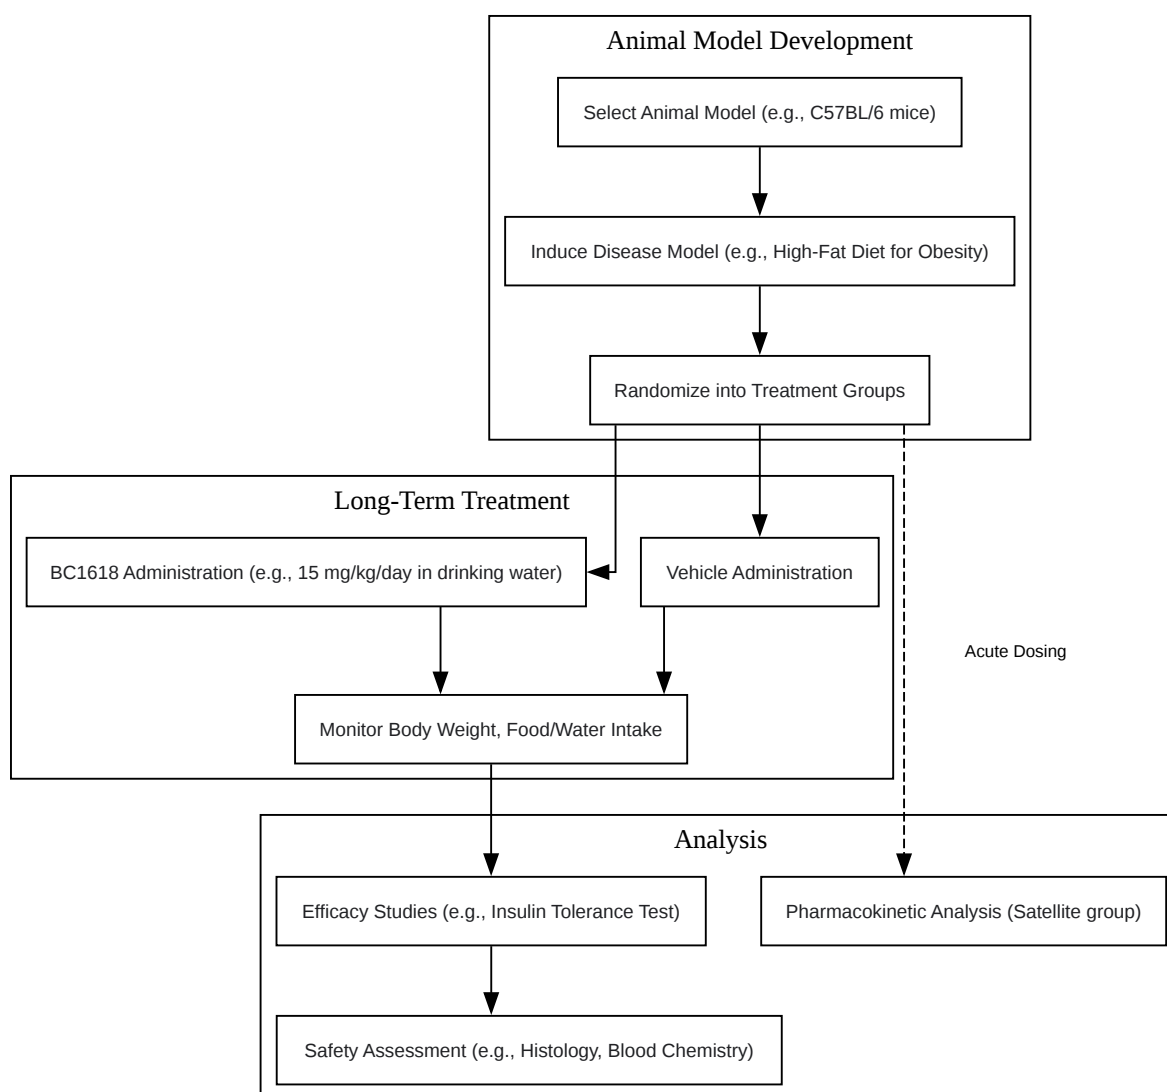 Animal Model Development
Select Animal Model (e.g., C57BL/6 mice)
Induce Disease Model (e.g., High-Fat Diet for Obesity)
Randomize into Treatment Groups
Long-Term Treatment
BC1618 Administration (e.g., 15 mg/kg/day in drinking water)
Vehicle Administration
Acute Dosing
Monitor Body Weight, Food/Water Intake
Analysis
Efficacy Studies (e.g., Insulin Tolerance Test)
Pharmacokinetic Analysis (Satellite group)
Safety Assessment (e.g., Histology, Blood Chemistry)